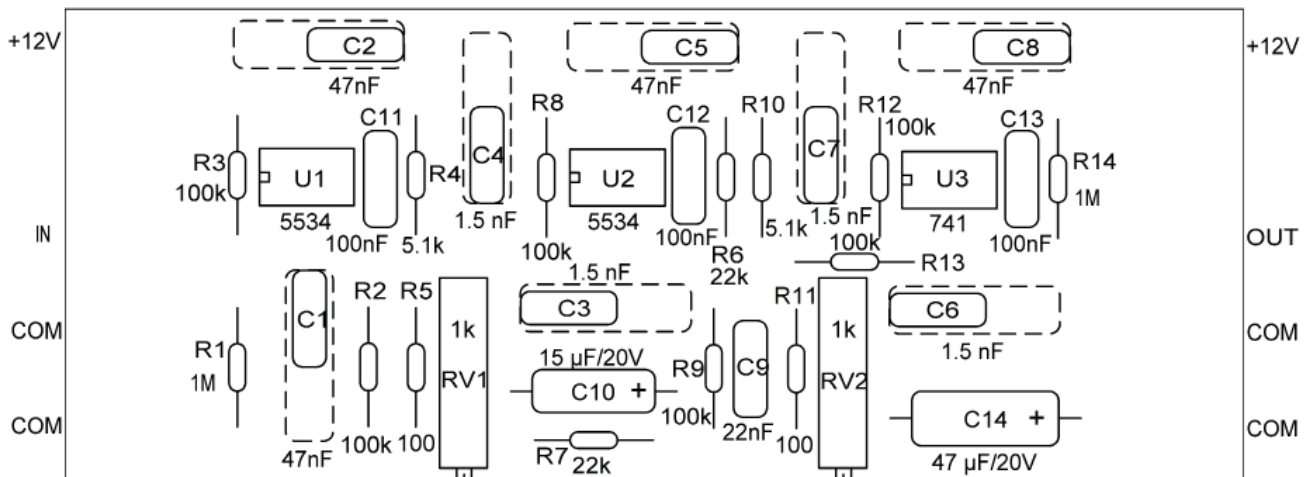 +12V
C2
47nF
C5
47nF
C8
47nF
+12V
C11
R8
C12
R10
R12
100k
C13
R3
100k
U1
5534
100nF
R4
5.1k
C4
1.5 nF
100k
U2
5534
100nF
R6
22k
5.1k
C7
1.5 nF
U3
741
100nF
R14
1M
IN
OUT
100k
R13
1.5 nF
C3
C6
1.5 nF
COM
COM
R1
1M
C1
47nF
R2
100k
R5
100
1k
RV1
15 µF/20V
C10 +
R7
22k
R9
100k
C9
22nF
R11
100
1k
RV2
C14 +
47 µF/20V
COM
COM